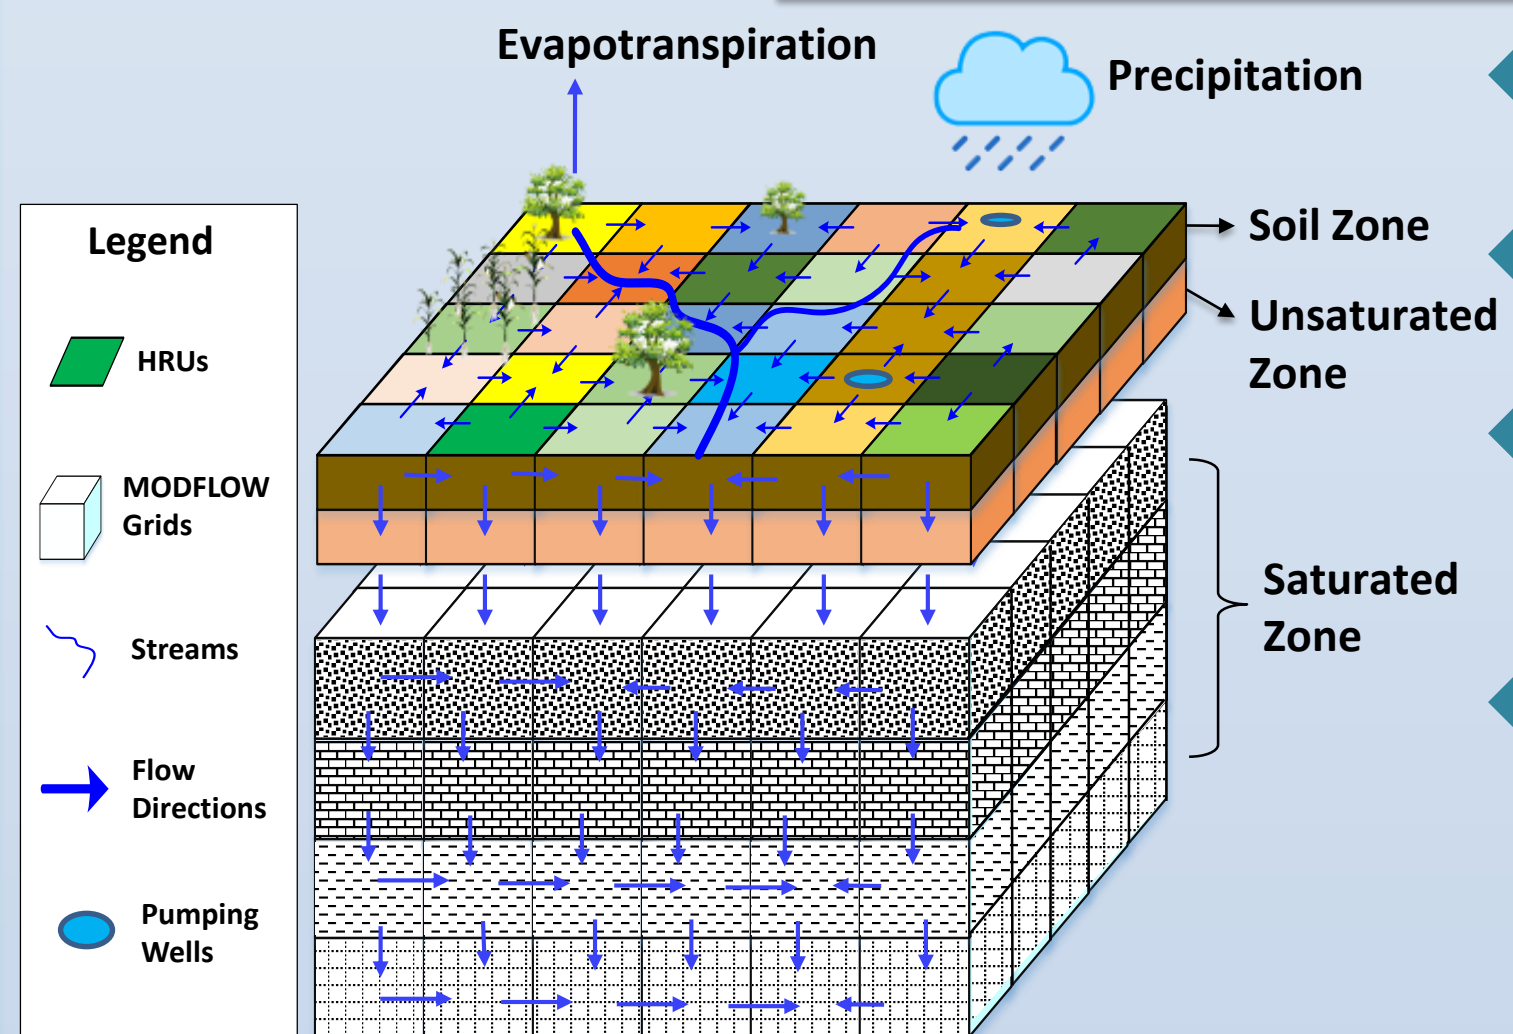 Evapotranspiration
Precipitation
Soil Zone
Unsaturated
Zone
Saturated
Zone
Legend
HRUs
MODFLOW
Grids
Streams
Flow
Directions
Pumping
Wells